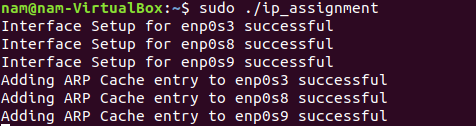 nam@nam-VirtualBox:~$ sudo ./ip_assignment
Interface Setup for enp0s3 successful
Interface Setup for enp0s8 successful
Interface Setup for enp0s9 successful
Adding ARP Cache entry to enp0s3 successful
Adding ARP Cache entry to enp0s8 successful
Adding ARP Cache entry to enp0s9 successful